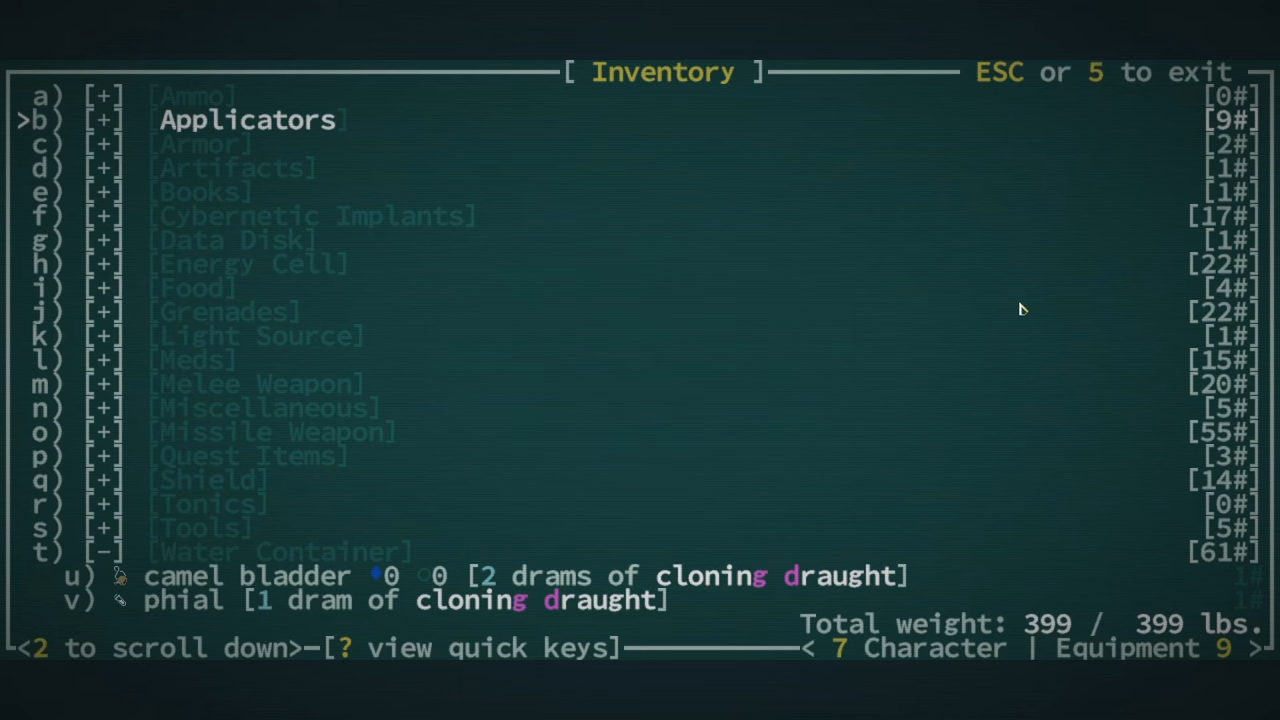 [ Inventory ] ESC or 5 to exit
a) [+] [Ammo] [0#]
>b) [+] Applicators] [9#]
c) [+] [Armor] [2#]
d) [+] [Artifacts] [1#]
e) [+] [Books] [1#]
f) [+] [Cybernetic Implants] [17#]
g) [+] [Data Disk] [1#]
h) [+] [Energy Cell] [22#]
i) [+] [Food] [4#]
j) [+] [Grenades] [22#]
k) [+] [Light Source] [1#]
l) [+] [Meds] [15#]
m) [+] [Melee Weapon] [20#]
n) [+] [Miscellaneous] [5#]
o) [+] [Missile Weapon] [55#]
p) [+] [Quest Items] [3#]
q) [+] [Shield] [14#]
r) [+] [Tonics] [0#]
s) [+] [Tools] [5#]
t) [-] [Water Container] [61#]
u) camel bladder ♦0 ○0 [2 drams of cloning draught] 1#
v) phial [1 dram of cloning draught] 1#
Total weight: 399 / 399 lbs.
<2 to scroll down> [? view quick keys] < 7 Character | Equipment 9 >